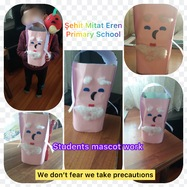 Şehit Mitat Eren
Primary School
Students mascot work
We don't fear we take precautions